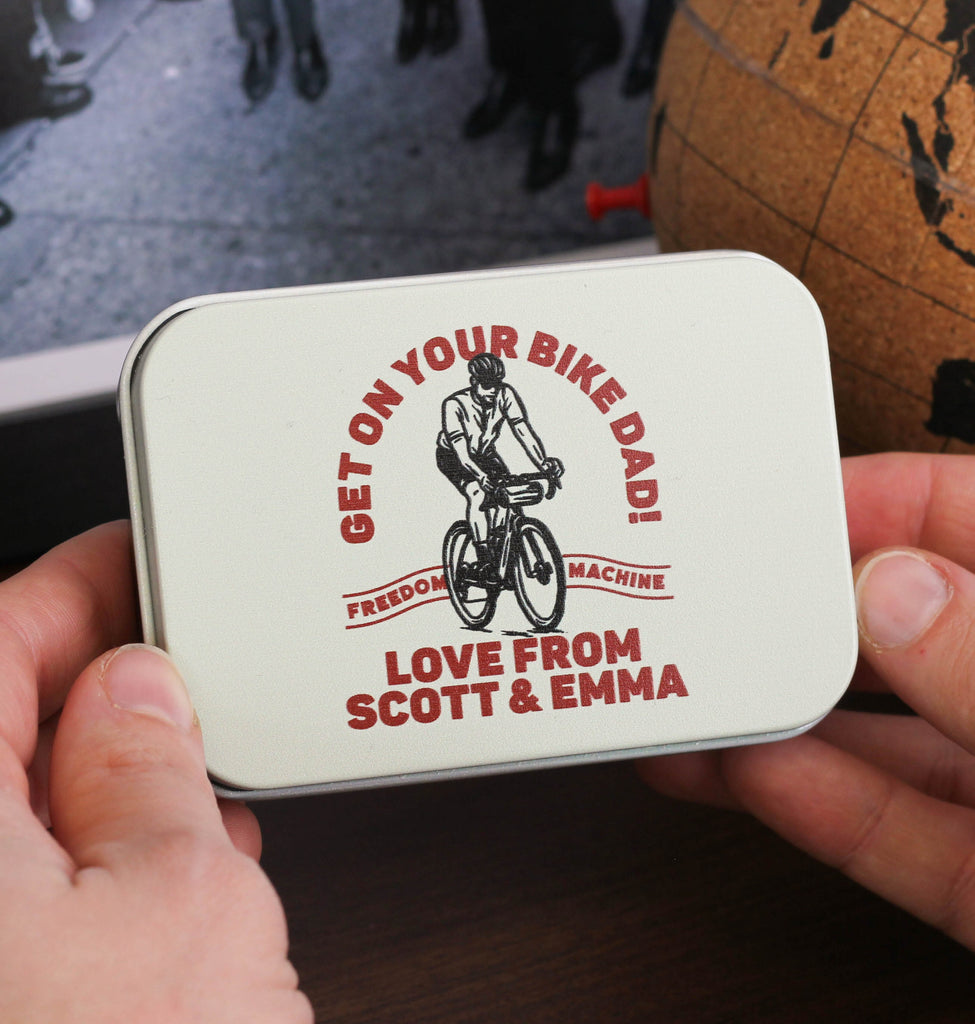 GET ON YOUR BIKE DAD!
FREEDOM MACHINE
LOVE FROM
SCOTT & EMMA